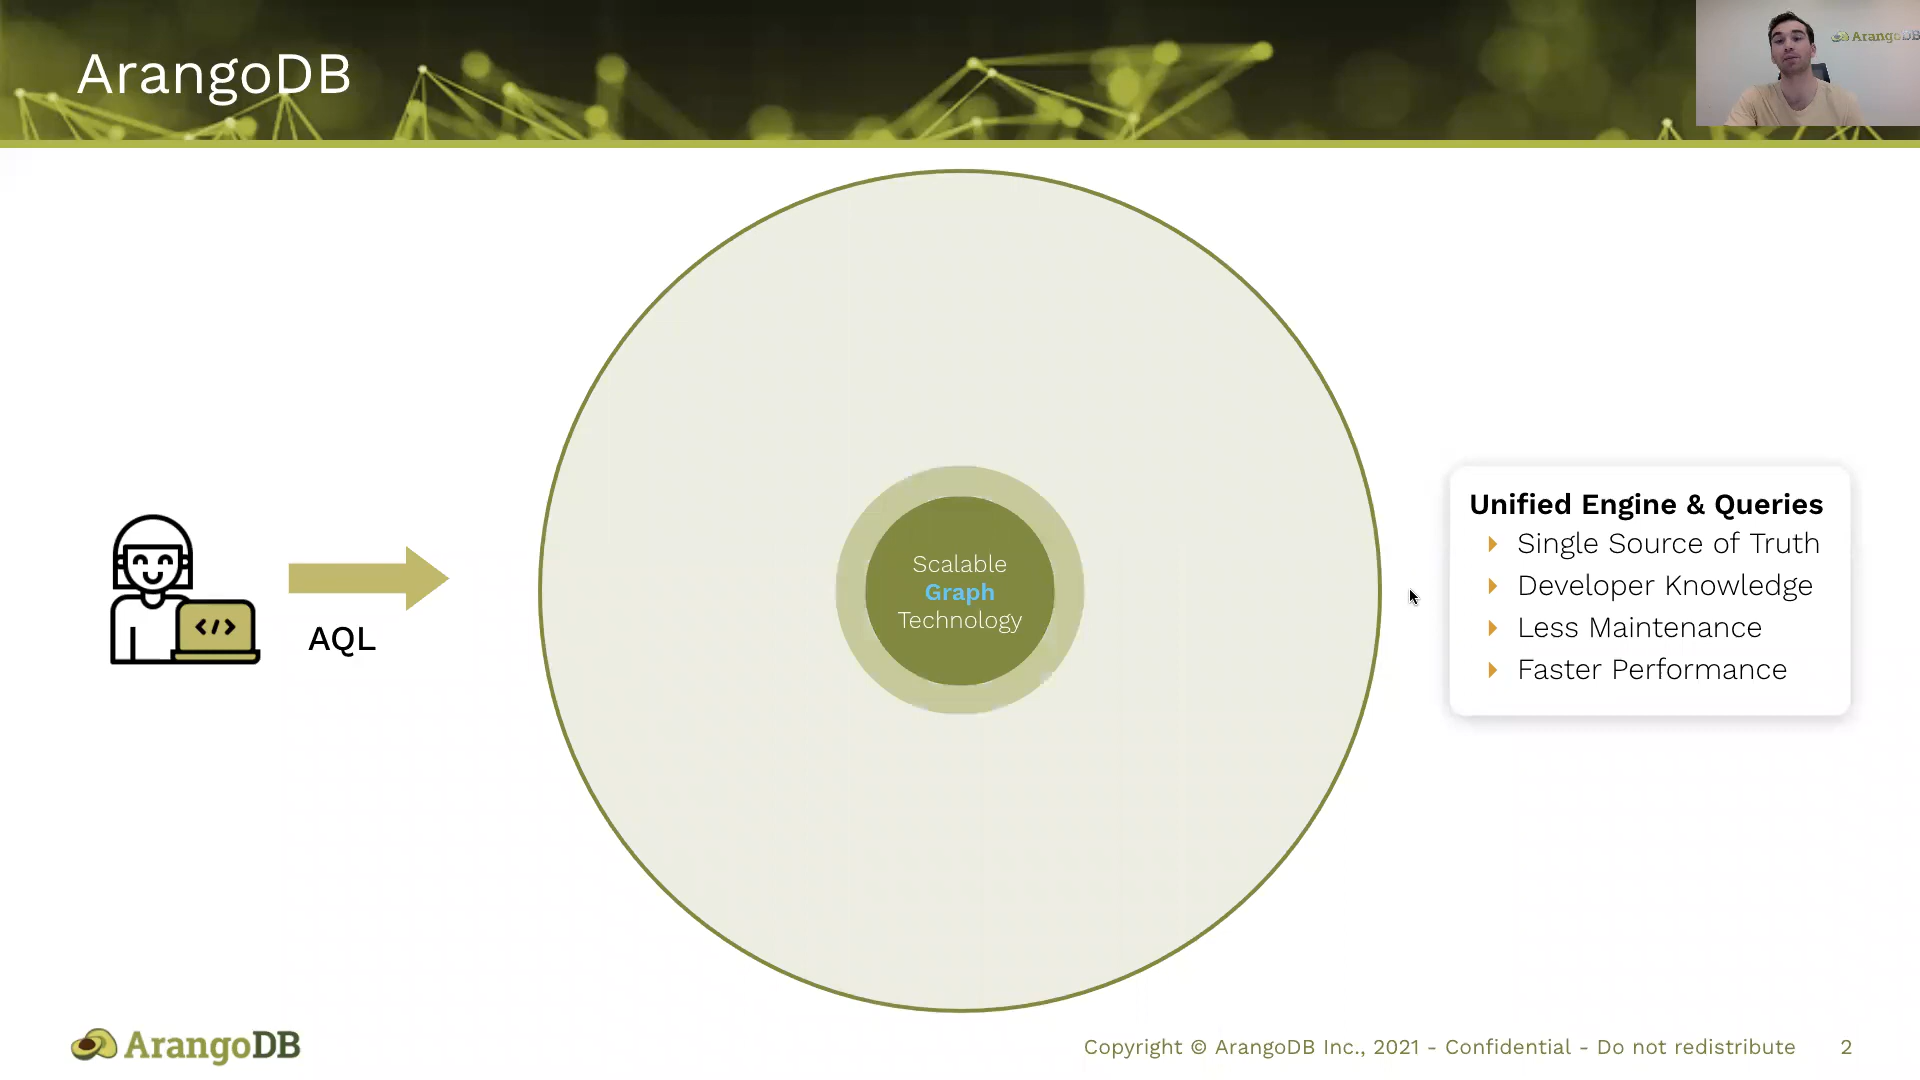 ArangoDB
ArangoDB
Scalable
Graph
Technology
</>
AQL
Unified Engine & Queries
Single Source of Truth
Developer Knowledge
Less Maintenance
Faster Performance
ArangoDB
Copyright © ArangoDB Inc., 2021 - Confidential - Do not redistribute 2